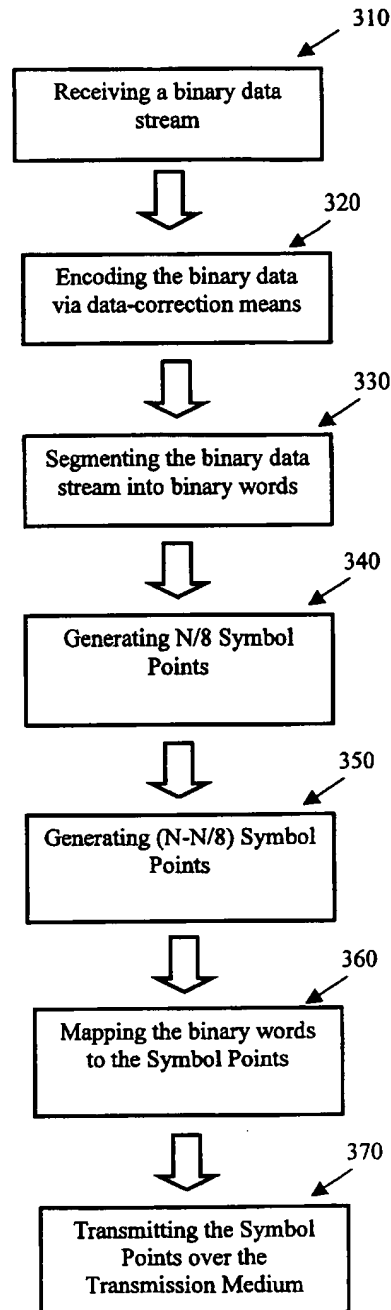 310
Receiving a binary data
stream
320
Encoding the binary data
via data-correction means
330
Segmenting the binary data
stream into binary words
340
Generating N/8 Symbol
Points
350
Generating (N-N/8) Symbol
Points
360
Mapping the binary words
to the Symbol Points
370
Transmitting the Symbol
Points over the
Transmission Medium